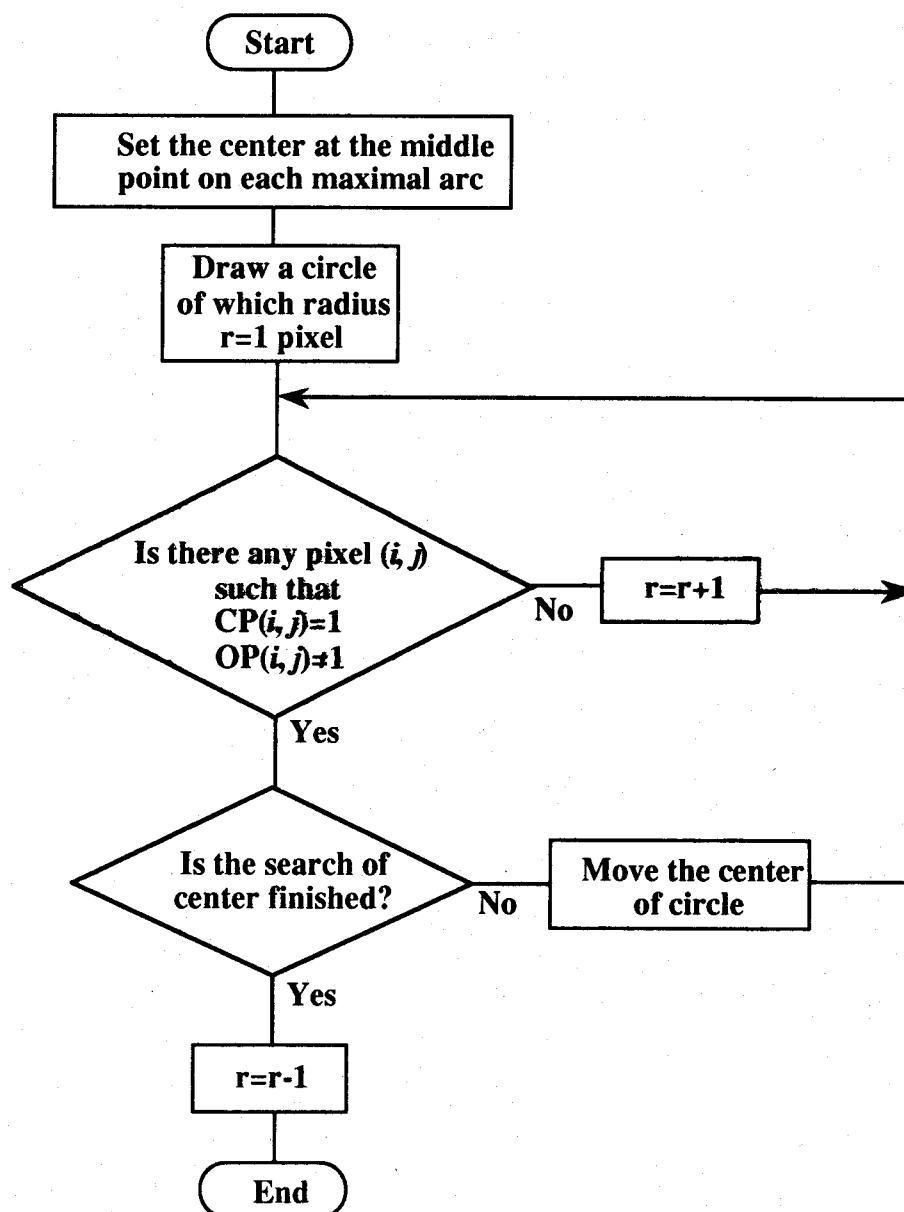 Start
Set the center at the middle
point on each maximal arc
Draw a circle
of which radius
r=1 pixel
Is there any pixel (i, j)
such that
CP(i, j)=1
OP(i, j)≠1
No
r=r+1
Yes
Is the search of
center finished?
No
Move the center
of circle
Yes
r=r-1
End